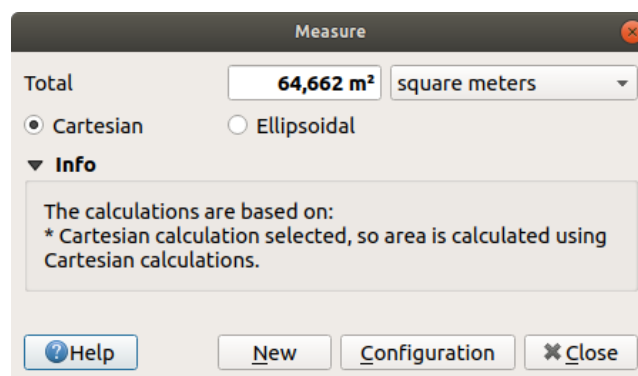 Measure
Total 64,662 m² square meters
Cartesian Ellipsoidal
Info
The calculations are based on:
* Cartesian calculation selected, so area is calculated using
Cartesian calculations.
Help New Configuration Close